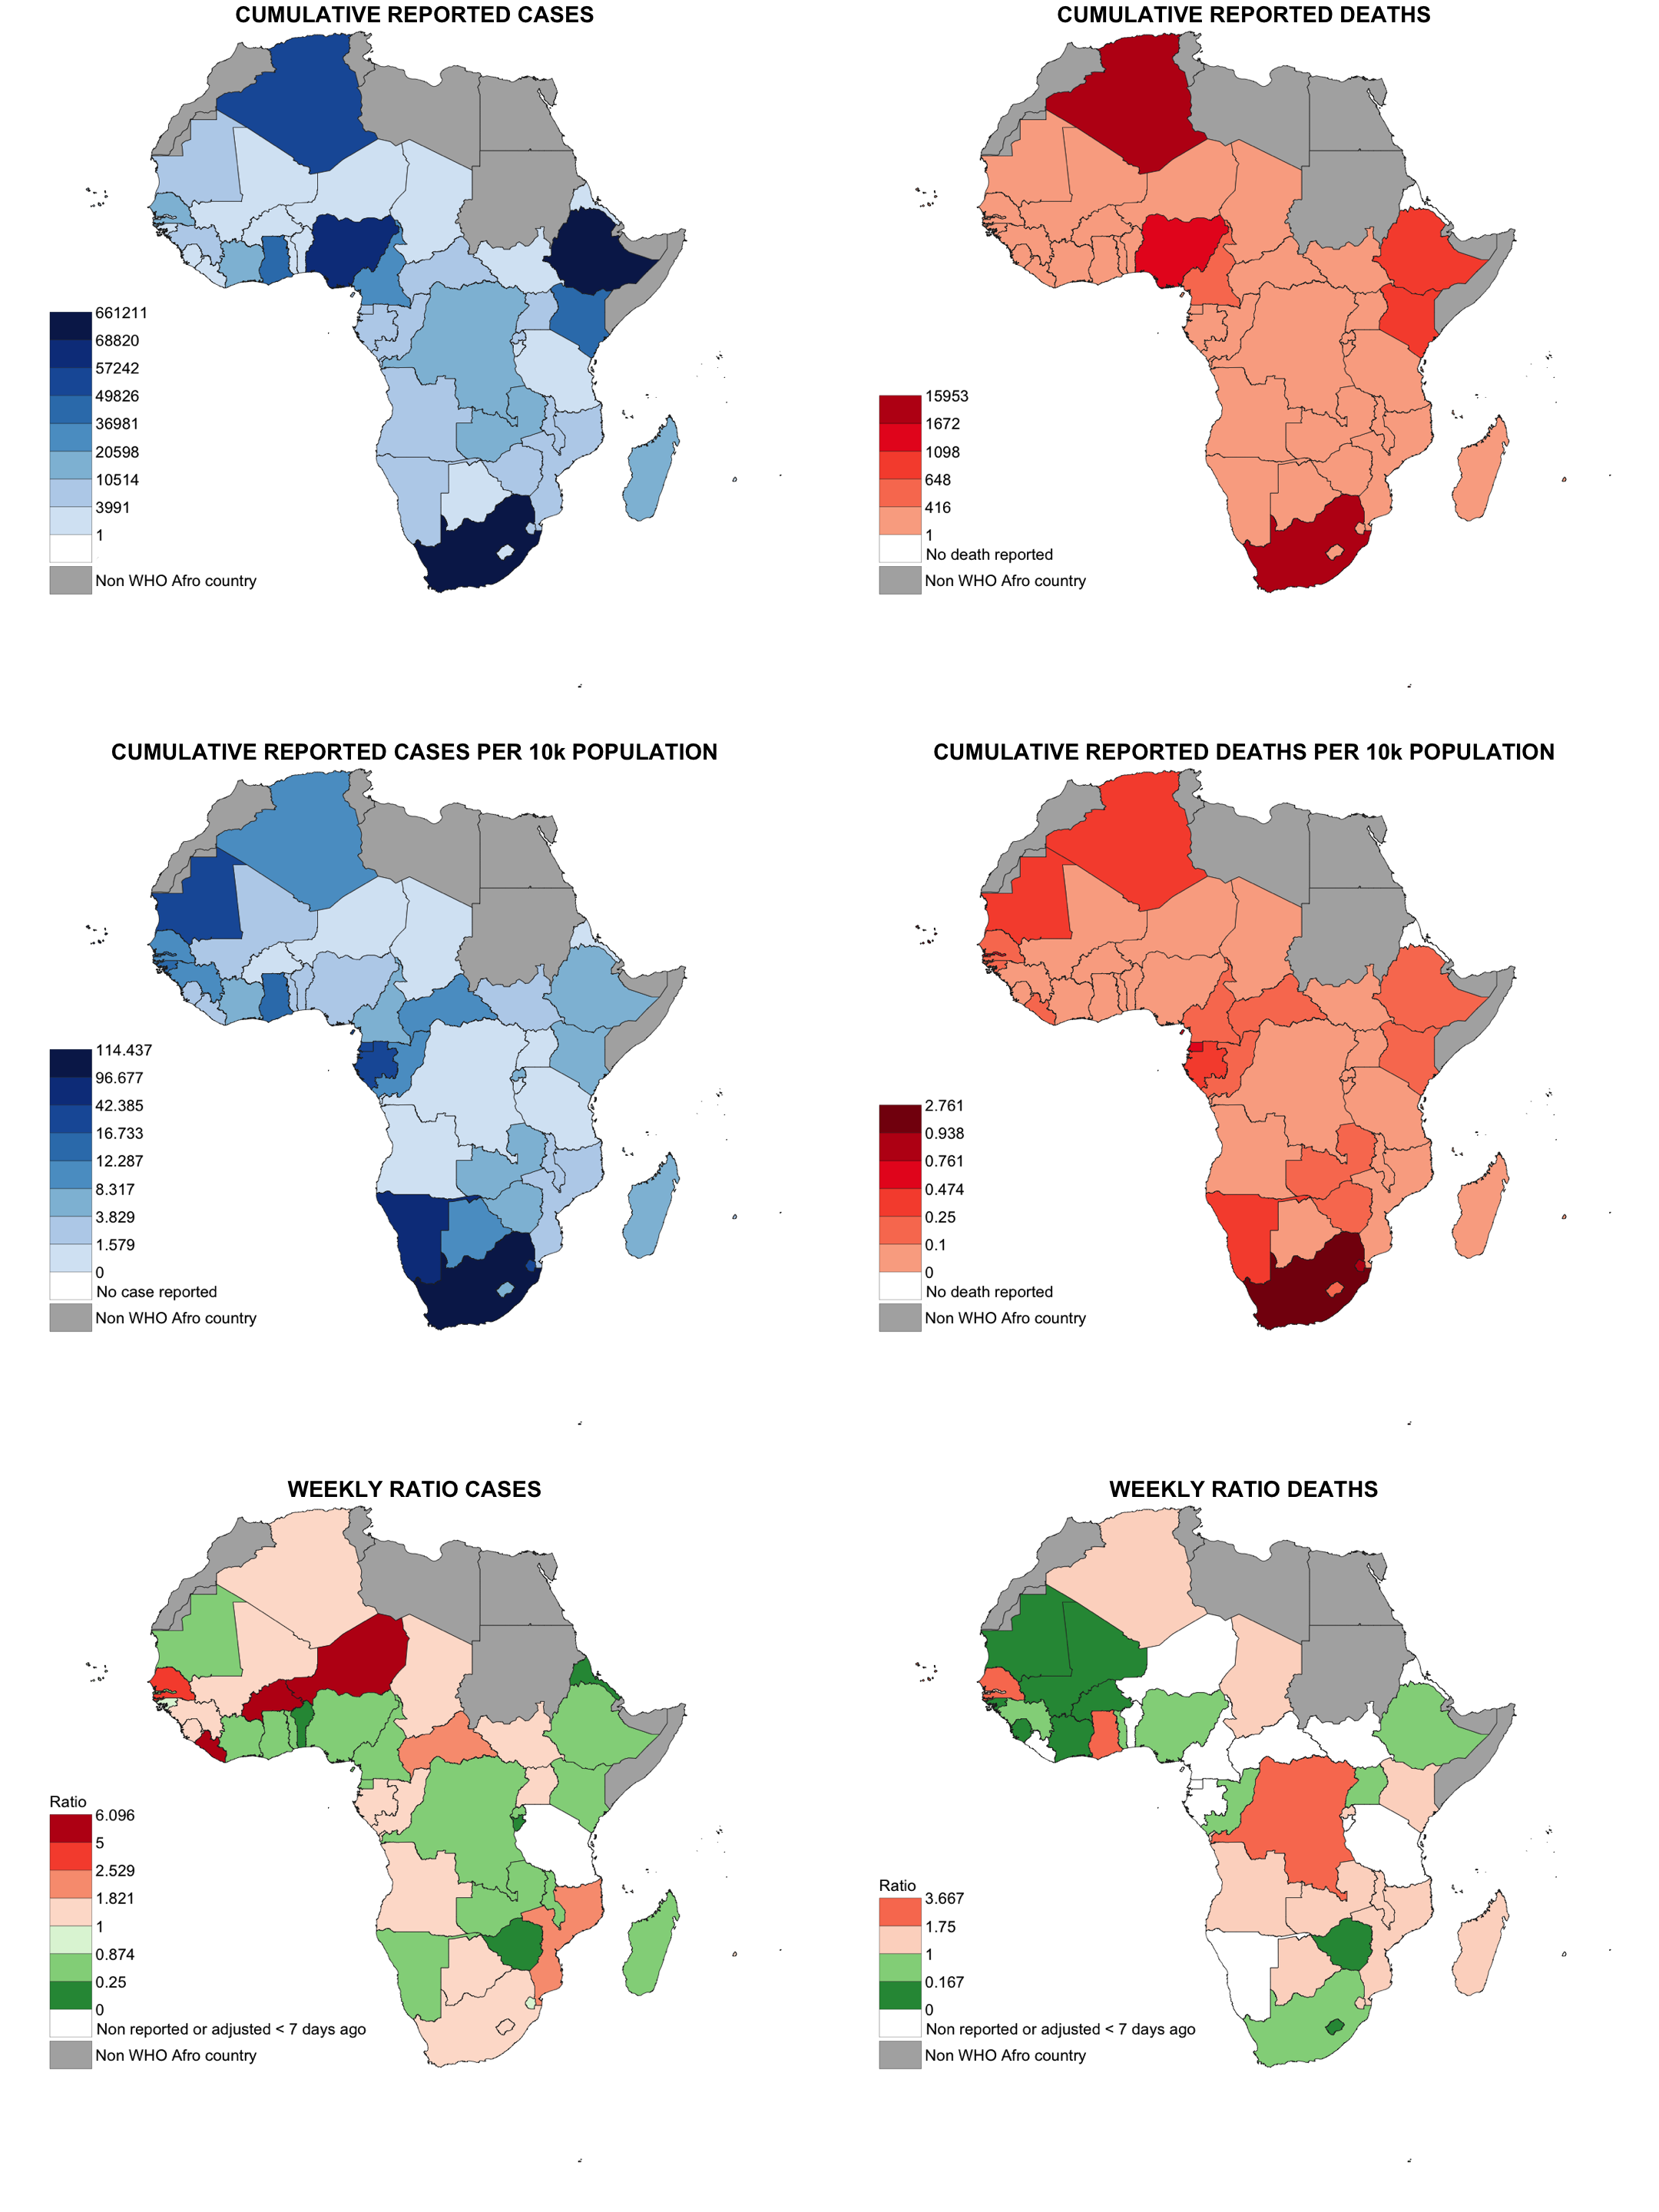 CUMULATIVE REPORTED CASES
661211
68820
57242
49826
36981
20598
10514
3991
1
Non WHO Afro country
CUMULATIVE REPORTED DEATHS
15953
1672
1098
648
416
1
No death reported
Non WHO Afro country
CUMULATIVE REPORTED CASES PER 10k POPULATION
114.437
96.677
42.385
16.733
12.287
8.317
3.829
1.579
0
No case reported
Non WHO Afro country
CUMULATIVE REPORTED DEATHS PER 10k POPULATION
2.761
0.938
0.761
0.474
0.25
0.1
0
No death reported
Non WHO Afro country
WEEKLY RATIO CASES
Ratio
6.096
5
2.529
1.821
1
0.874
0.25
0
Non reported or adjusted < 7 days ago
Non WHO Afro country
WEEKLY RATIO DEATHS
Ratio
3.667
1.75
1
0.167
0
Non reported or adjusted < 7 days ago
Non WHO Afro country